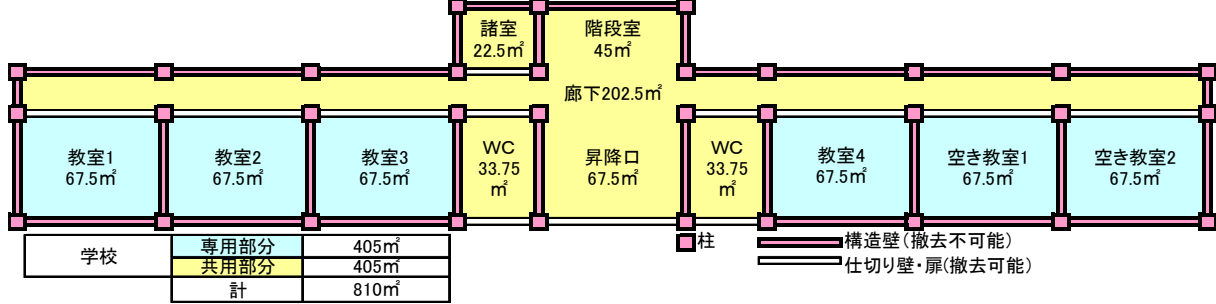 諸室
22.5㎡
階段室
45㎡
廊下202.5㎡
教室1
67.5㎡
教室2
67.5㎡
教室3
67.5㎡
WC
33.75
㎡
昇降口
67.5㎡
WC
33.75
㎡
教室4
67.5㎡
空き教室1
67.5㎡
空き教室2
67.5㎡
学校
専用部分 405㎡
共用部分 405㎡
計 810㎡
柱
構造壁(撤去不可能)
仕切り壁・扉(撤去可能)